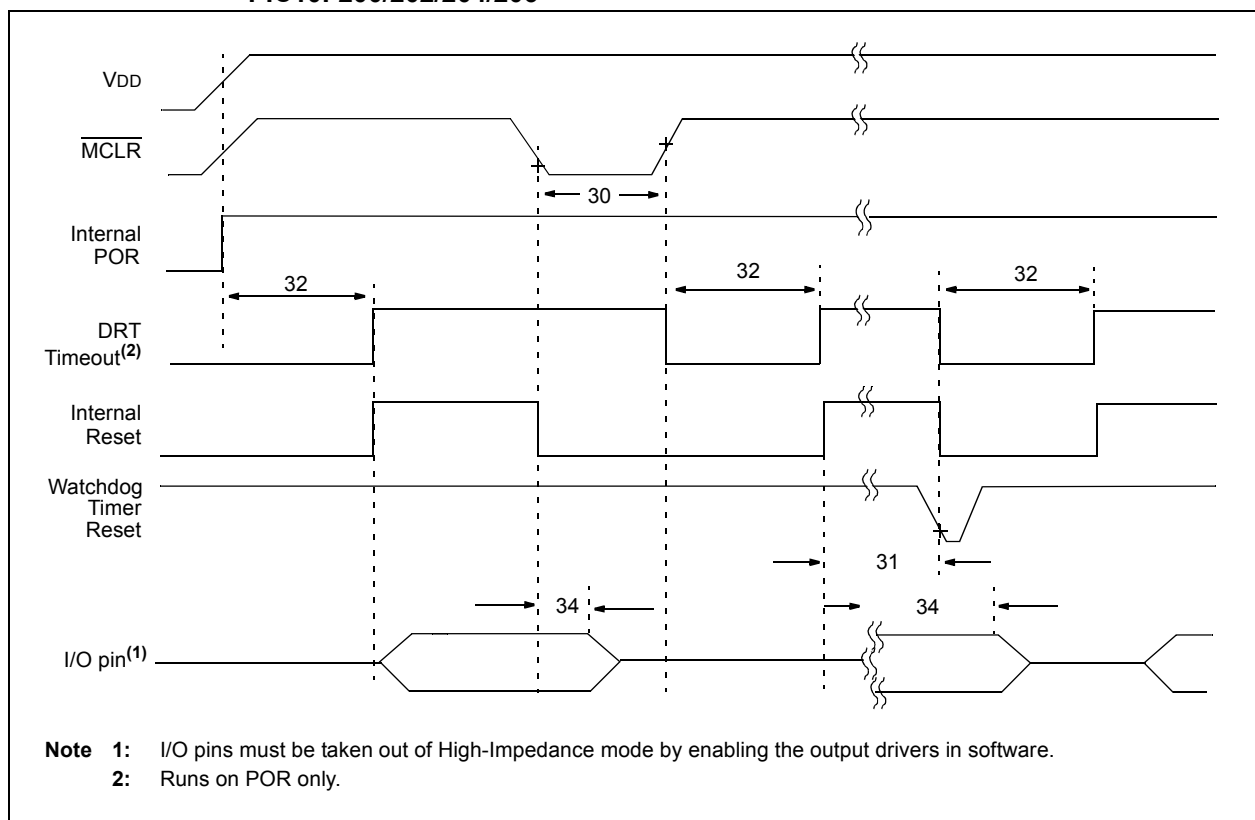 VDD
MCLR
30
Internal
POR
32
32
32
DRT
Timeout(2)
Internal
Reset
Watchdog
Timer
Reset
31
34
34
I/O pin(1)
Note 1: I/O pins must be taken out of High-Impedance mode by enabling the output drivers in software.
2: Runs on POR only.